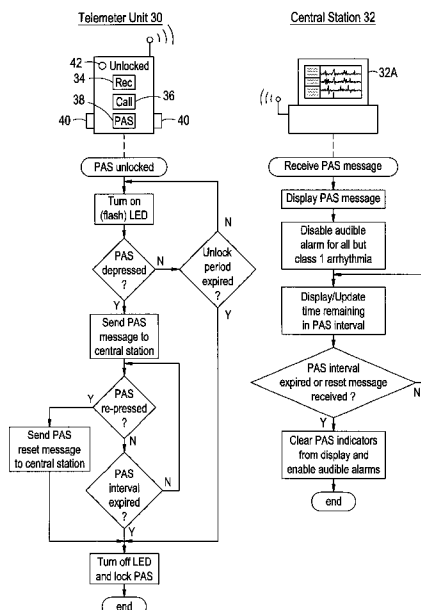 Telemeter Unit 30
42
Unlocked
34
Rec
Call
36
38
PAS
40
40
PAS unlocked
Turn on
(flash) LED
N
PAS
depressed
?
N
Unlock
period
expired
?
Y
Y
Send PAS
message to
central station
Y
PAS
re-pressed
?
N
Send PAS
reset message
to central station
PAS
interval
expired
?
N
Y
Turn off LED
and lock PAS
end
Central Station 32
32A
Receive PAS message
Display PAS message
Disable audible
alarm for all but
class 1 arrhythmia
Display/Update
time remaining
in PAS interval
PAS interval
expired or reset message
received ?
N
Y
Clear PAS indicators
from display and
enable audible alarms
end